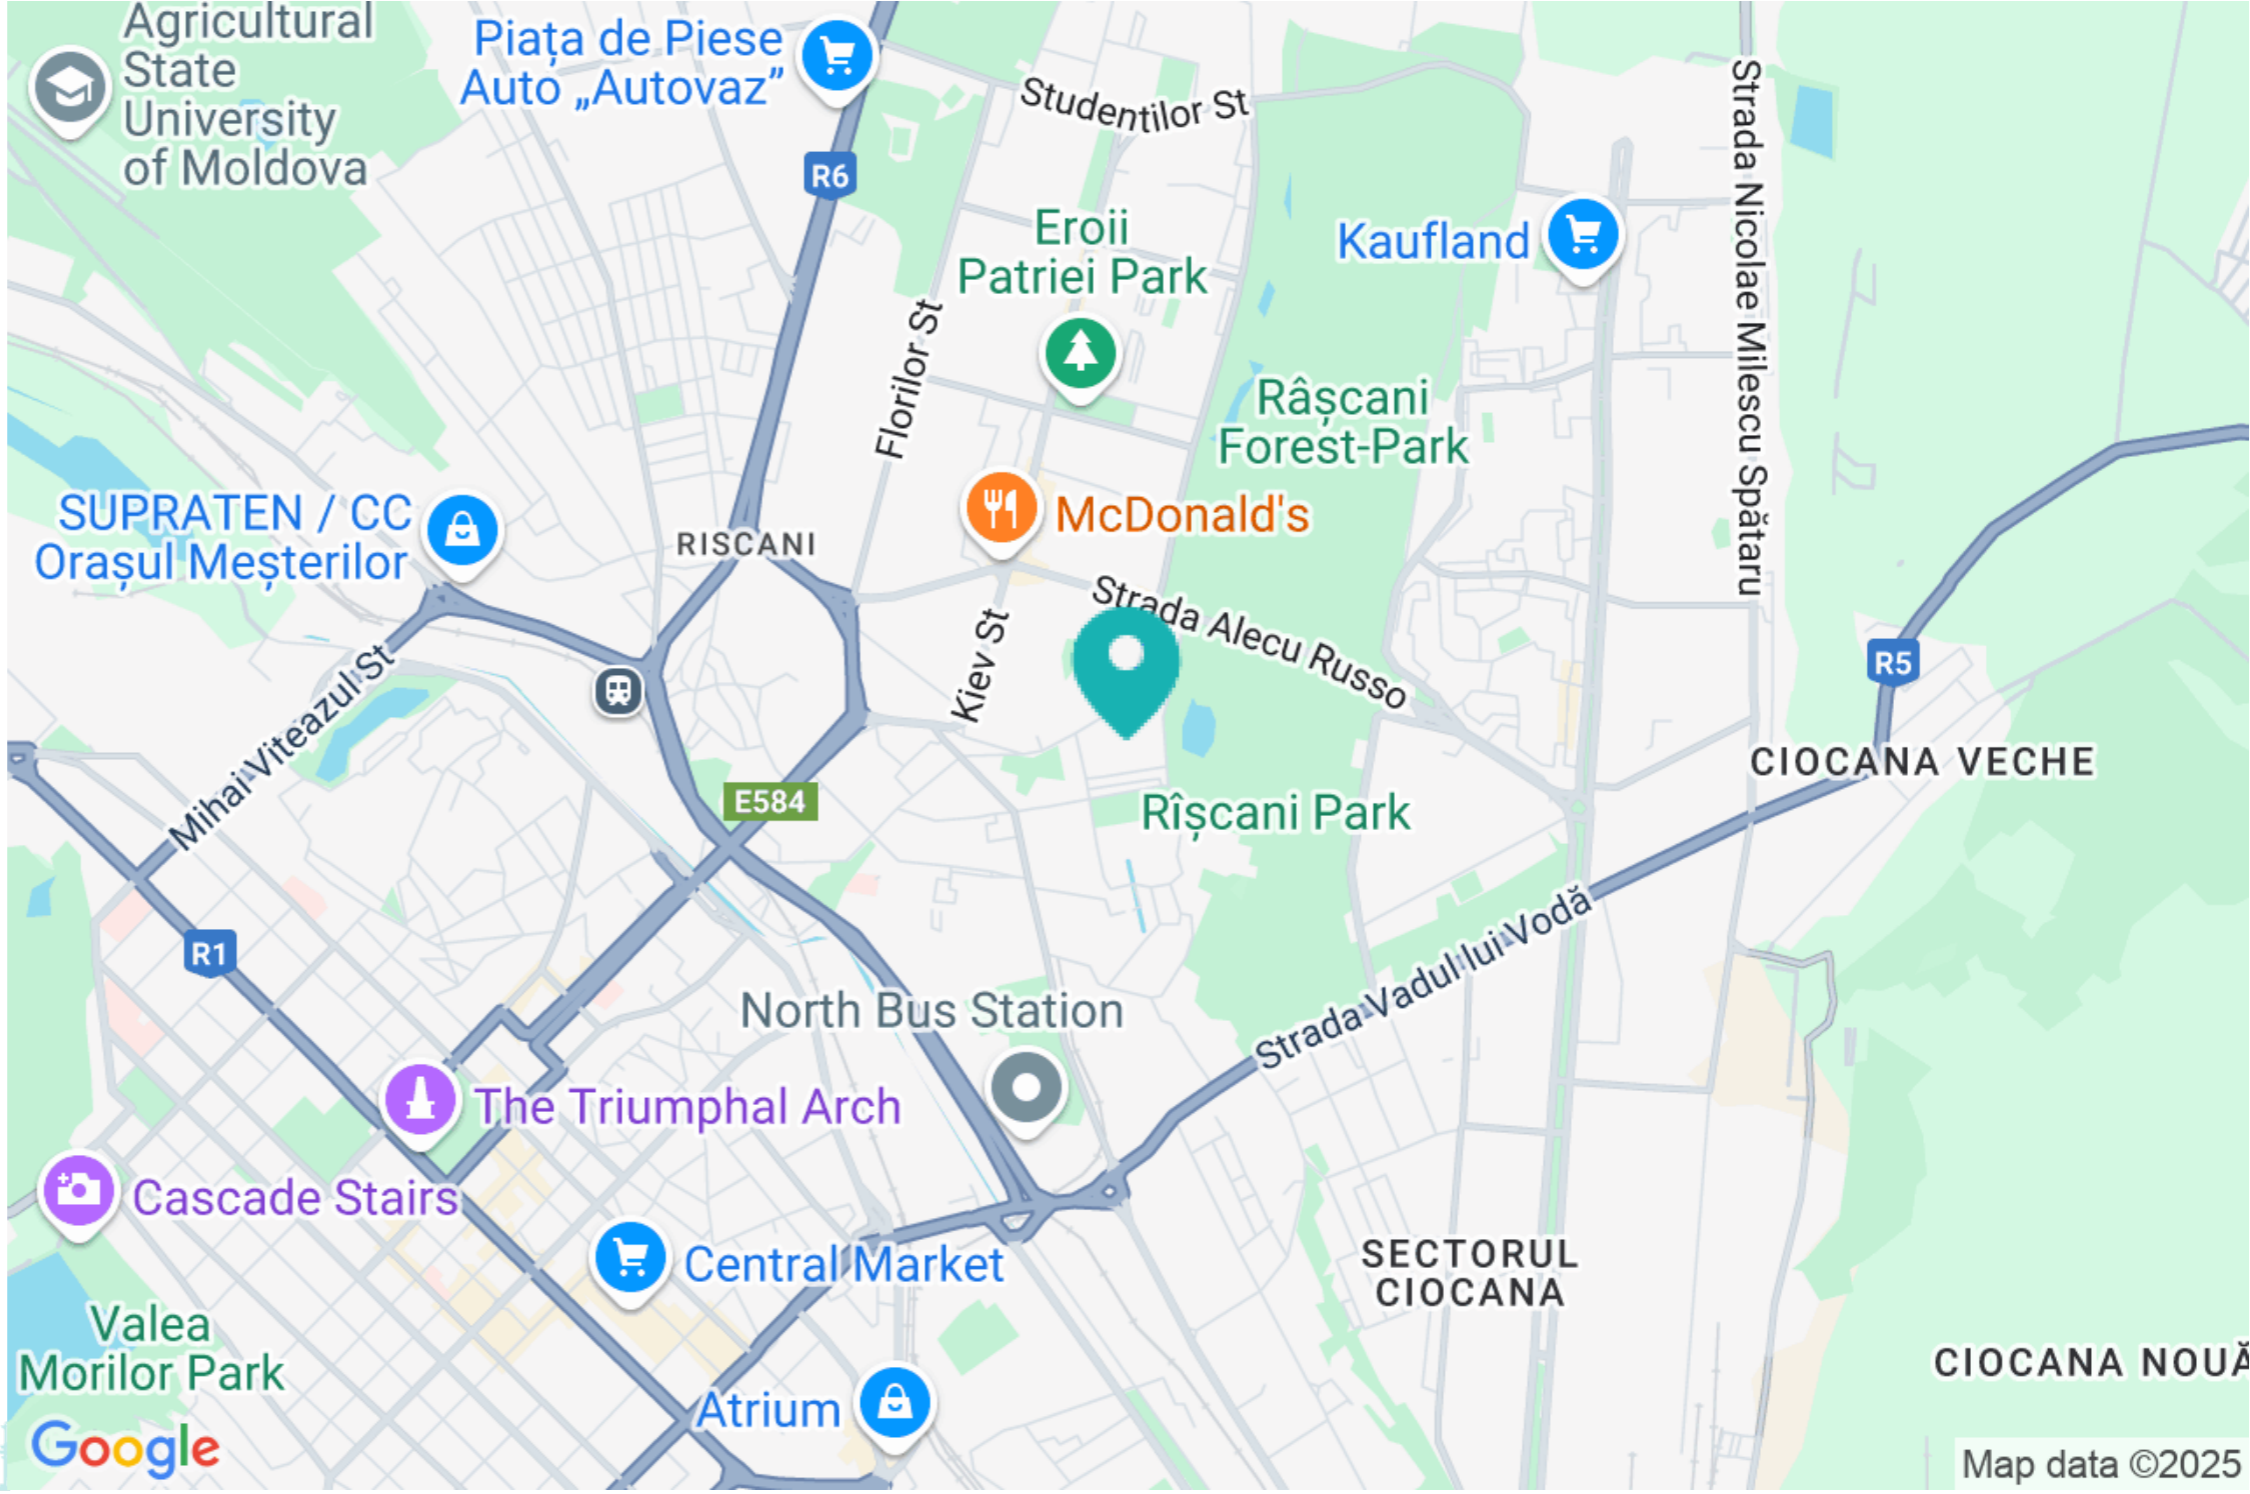 Agricultural
State
University
of Moldova
Piața de Piese
Auto „Autovaz”
R6
Studentilor St
Strada Nicolae Milescu Spătaru
Eroii
Patriei Park
Kaufland
Florilor St
Râșcani
Forest-Park
SUPRATEN / CC
Orașul Meșterilor
RISCANI
McDonald's
Strada Alecu Russo
Kiev St
Mihai Viteazul St
R5
CIOCANA VECHE
E584
Rîșcani Park
R1
Strada Vadul lui Vodă
North Bus Station
The Triumphal Arch
Cascade Stairs
Central Market
SECTORUL
CIOCANA
Valea
Morilor Park
CIOCANA NOUĂ
Atrium
Google
Map data ©2025